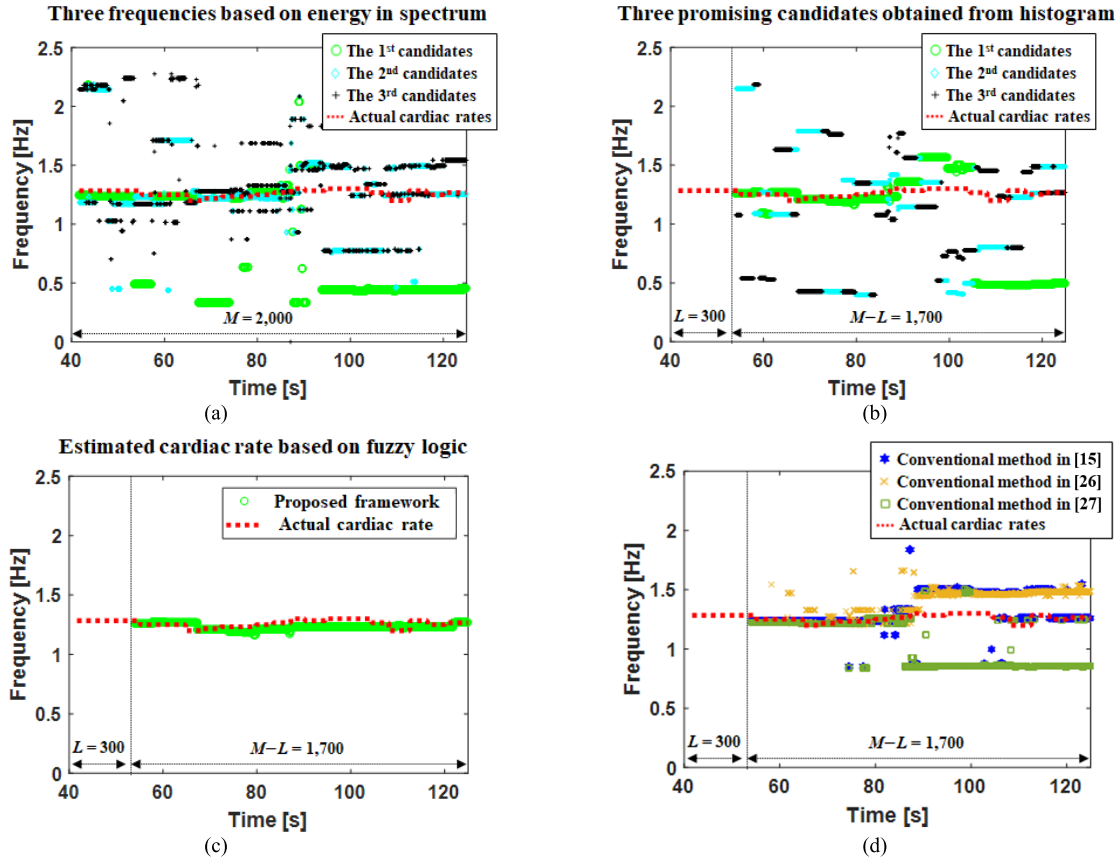 Three frequencies based on energy in spectrum
2.5
2
1.5
1
0.5
0
Frequency [Hz]
The 1st candidates
The 2nd candidates
The 3rd candidates
Actual cardiac rates
M = 2,000
40 60 80 100 120
Time [s]
(a)
Three promising candidates obtained from histogram
2.5
2
1.5
1
0.5
0
Frequency [Hz]
The 1st candidates
The 2nd candidates
The 3rd candidates
Actual cardiac rates
L = 300
M−L = 1,700
40 60 80 100 120
Time [s]
(b)
Estimated cardiac rate based on fuzzy logic
2.5
2
1.5
1
0.5
0
Frequency [Hz]
Proposed framework
Actual cardiac rate
L = 300
M−L = 1,700
40 60 80 100 120
Time [s]
(c)
2.5
2
1.5
1
0.5
0
Frequency [Hz]
Conventional method in [15]
Conventional method in [26]
Conventional method in [27]
Actual cardiac rates
L = 300
M−L = 1,700
40 60 80 100 120
Time [s]
(d)